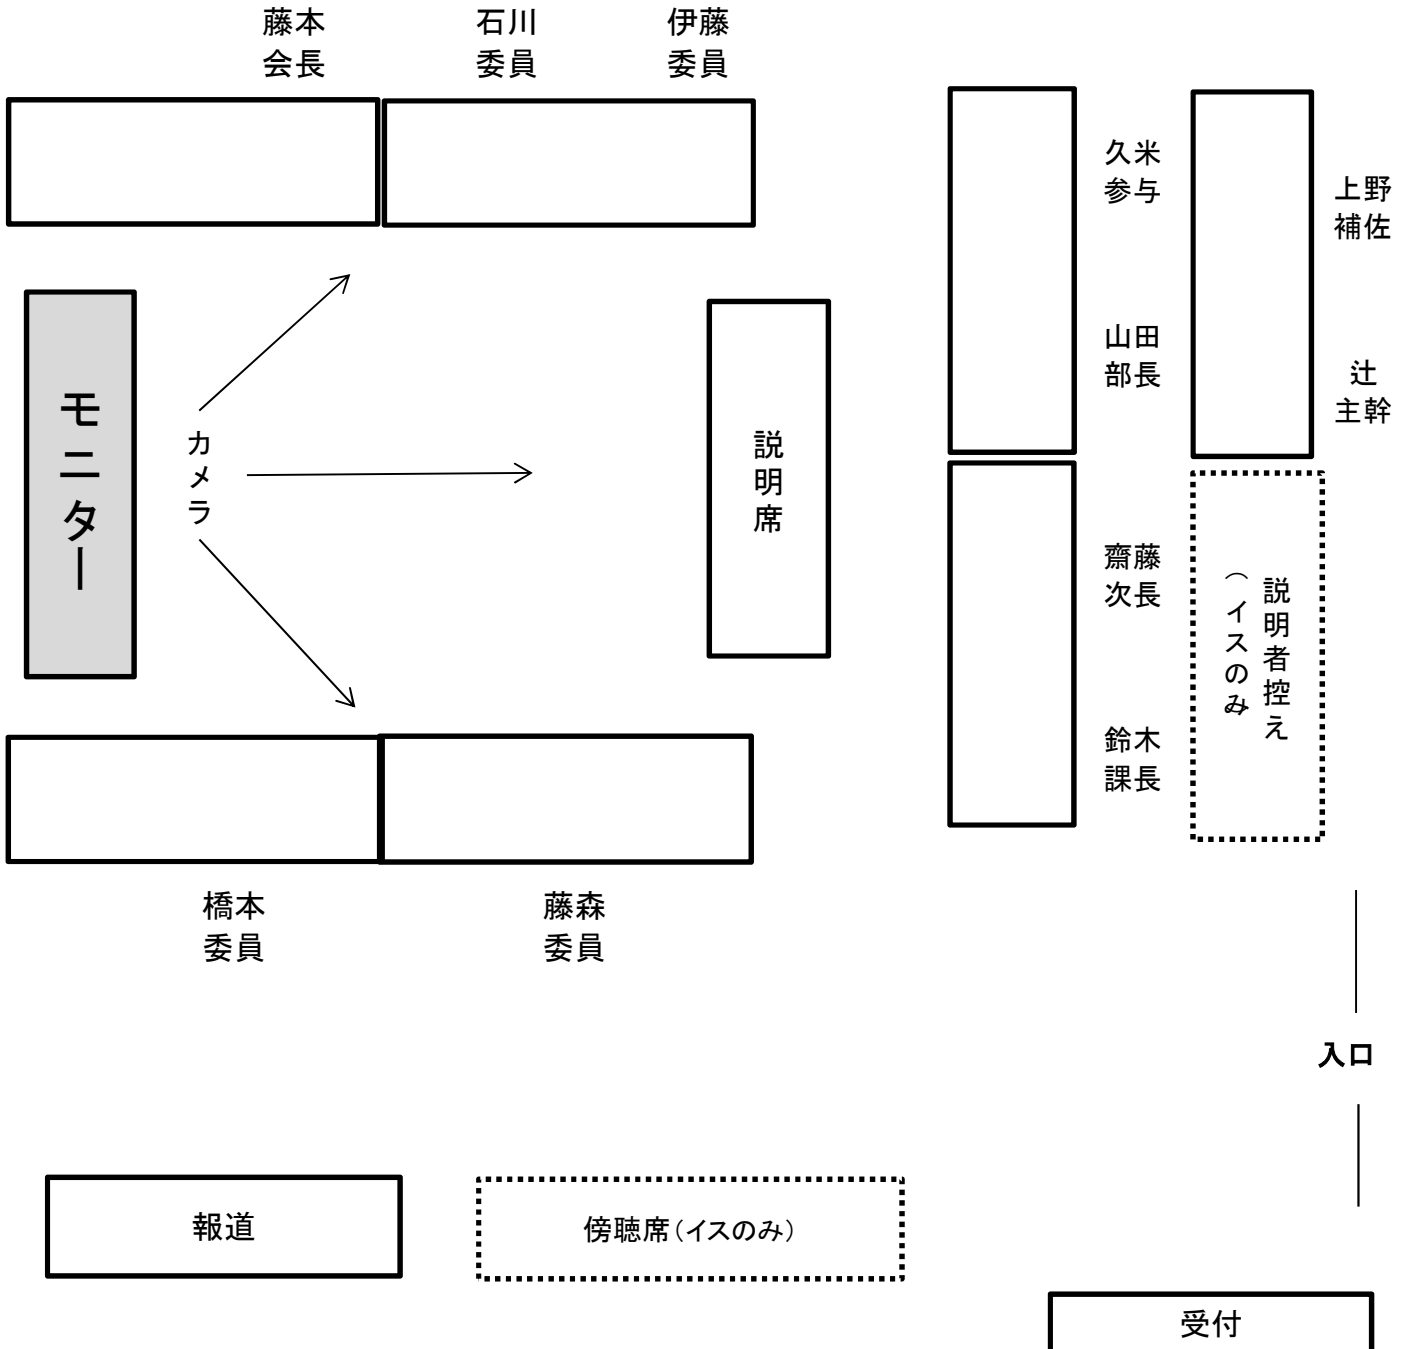 藤本
会長
石川
委員
伊藤
委員
久米
参与
上野
補佐
山田
部長
辻
主幹
モニター
カメラ
説明席
齋藤
次長
説明者控え
（イスのみ
鈴木
課長
橋本
委員
藤森
委員
入口
報道
傍聴席（イスのみ）
受付